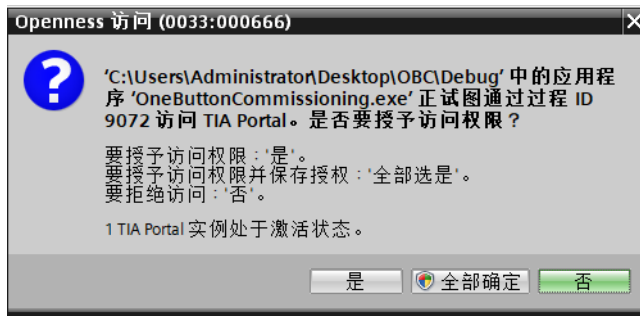 Openness 访问 (0033:000666)
'C:\Users\Administrator\Desktop\OBC\Debug' 中的应用程
序 'OneButtonCommissioning.exe' 正试图通过过程 ID
9072 访问 TIA Portal。是否要授予访问权限？
要授予访问权限：'是'。
要授予访问权限并保存授权：'全部选是'。
要拒绝访问：'否'。
1 TIA Portal 实例处于激活状态。
是 全部确定 否